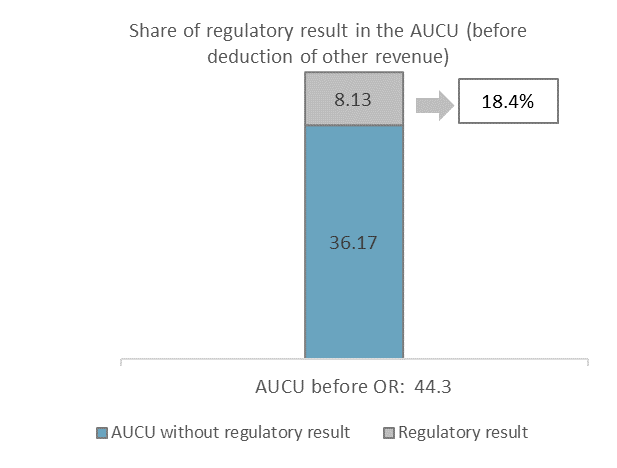 Share of regulatory result in the AUCU (before
deduction of other revenue)
8.13
18.4%
36.17
AUCU before OR: 44.3
AUCU without regulatory result
Regulatory result